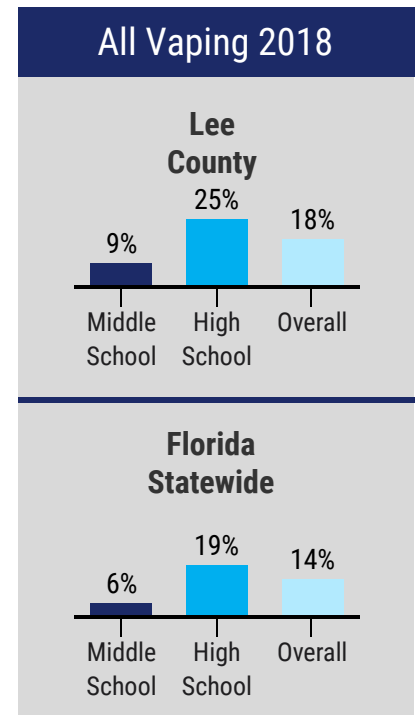 All Vaping 2018
Lee
County
25%
9%
18%
Middle High Overall
School School
Florida
Statewide
19%
6%
14%
Middle High Overall
School School